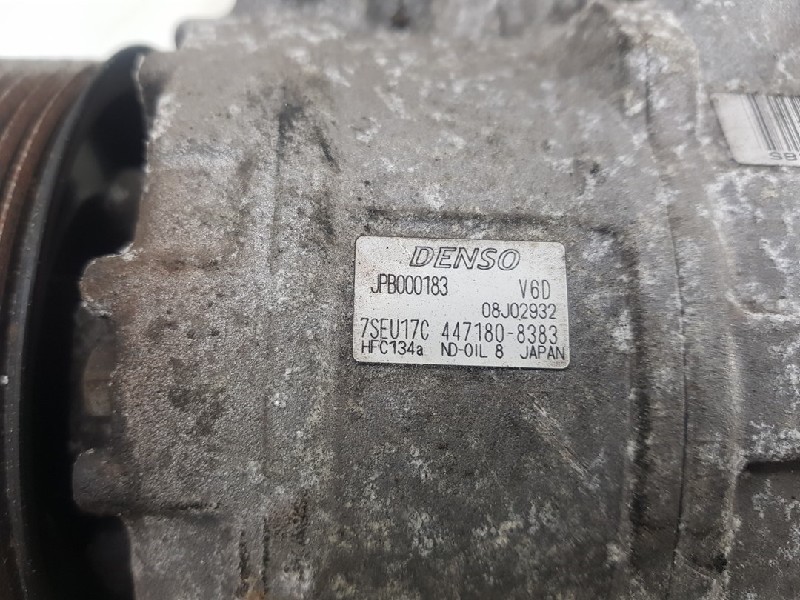 DENSO
JPB000183 V6D
08J02932
7SEU17C 447180-8383
HFC134a ND-OIL 8 JAPAN